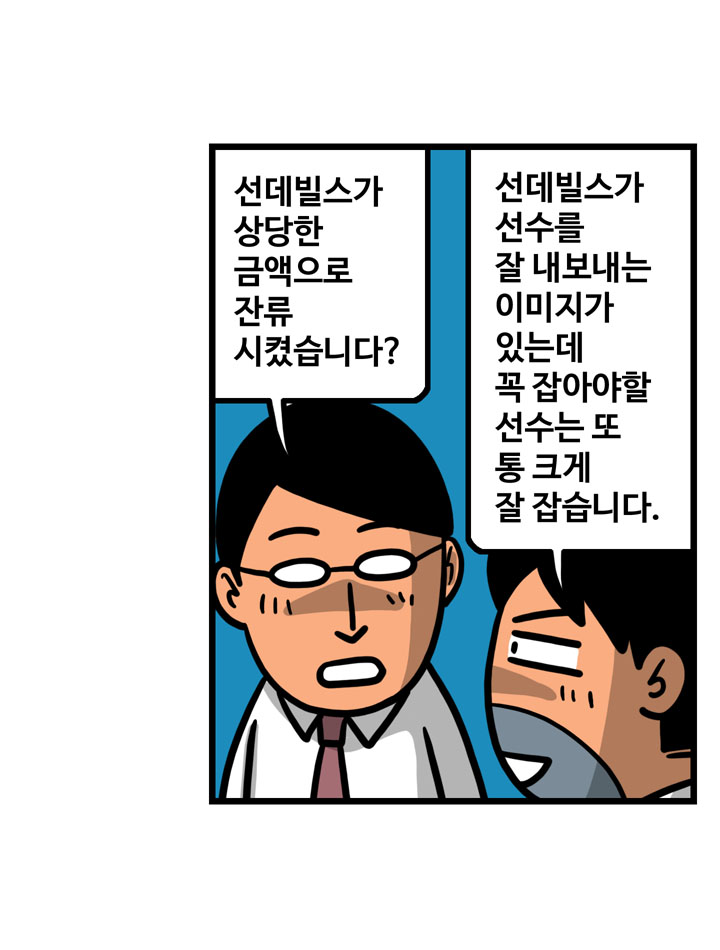 선데빌스가
상당한
금액으로
잔류
시켰습니다?
선데빌스가
선수를
잘 내보내는
이미지가
있는데
꼭 잡아야할
선수는 또
통 크게
잘 잡습니다.